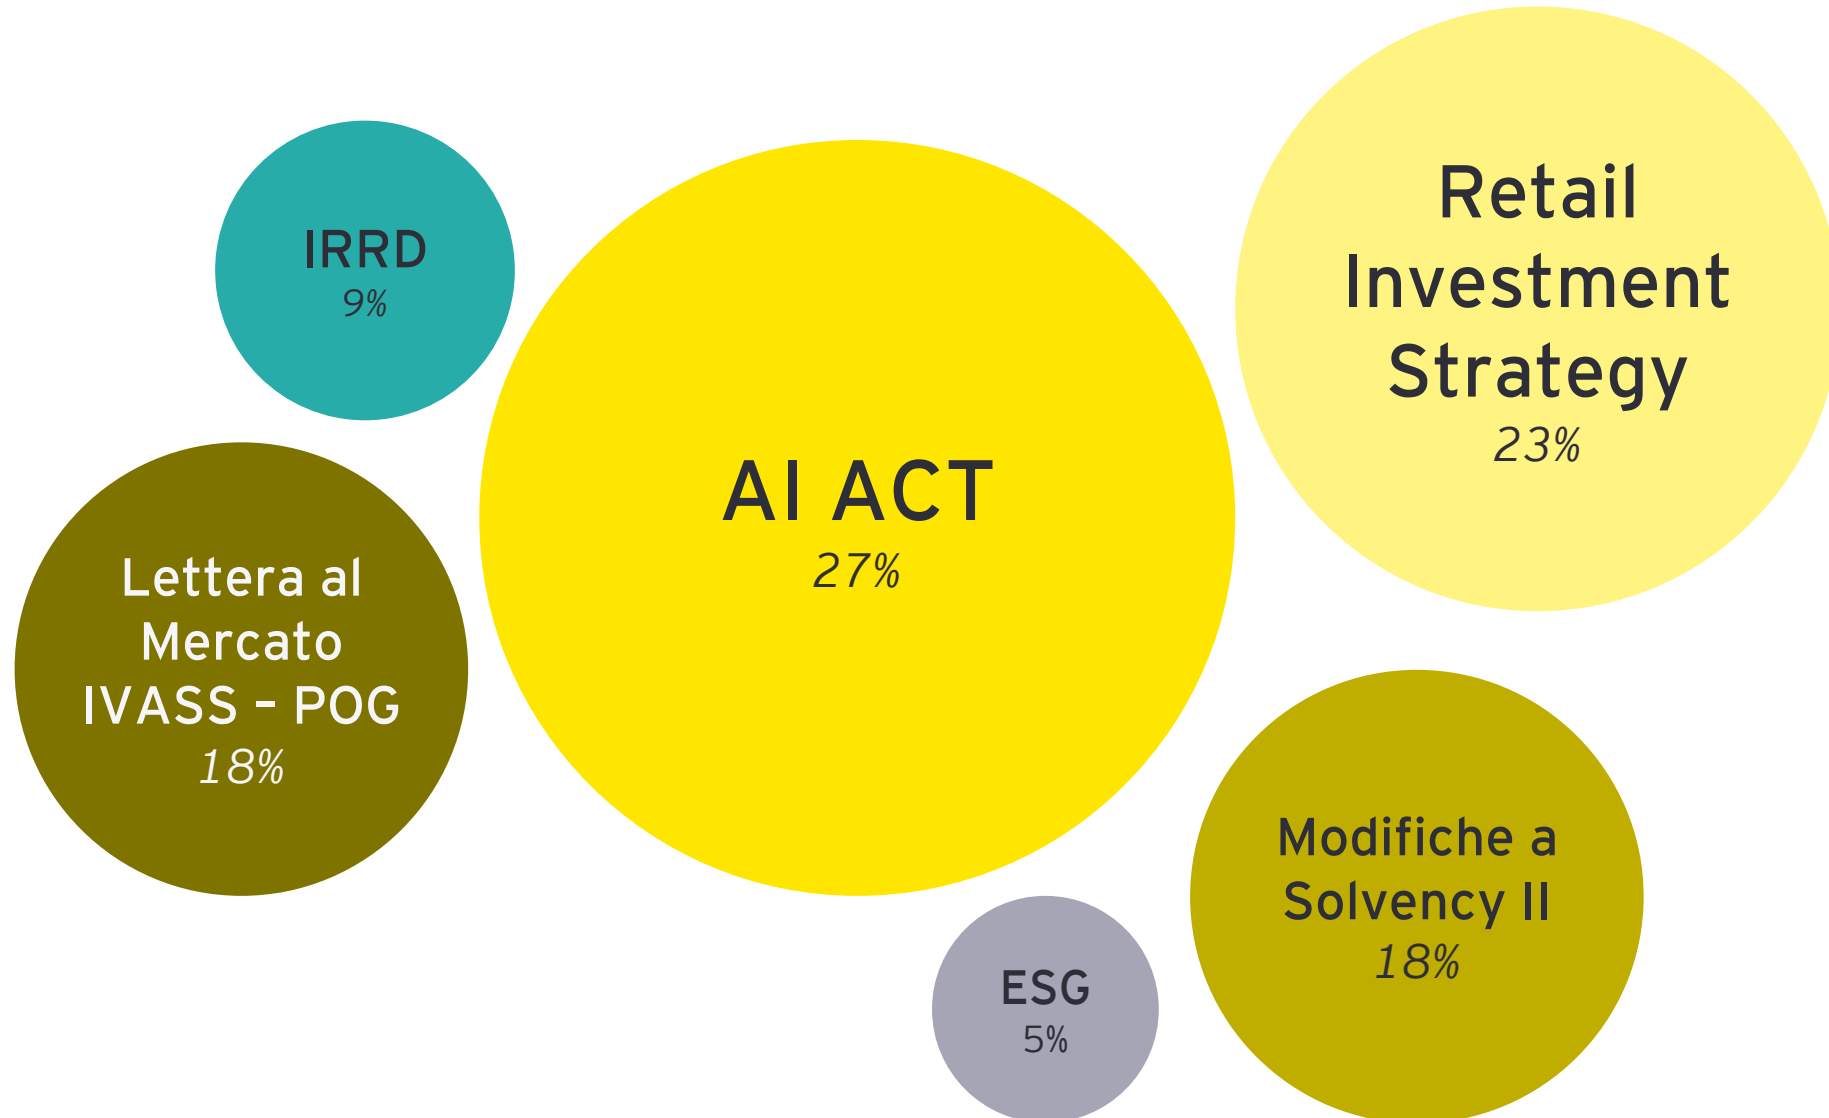 IRRD
9%
AI ACT
27%
Retail
Investment
Strategy
23%
Lettera al
Mercato
IVASS – POG
18%
Modifiche a
Solvency II
18%
ESG
5%